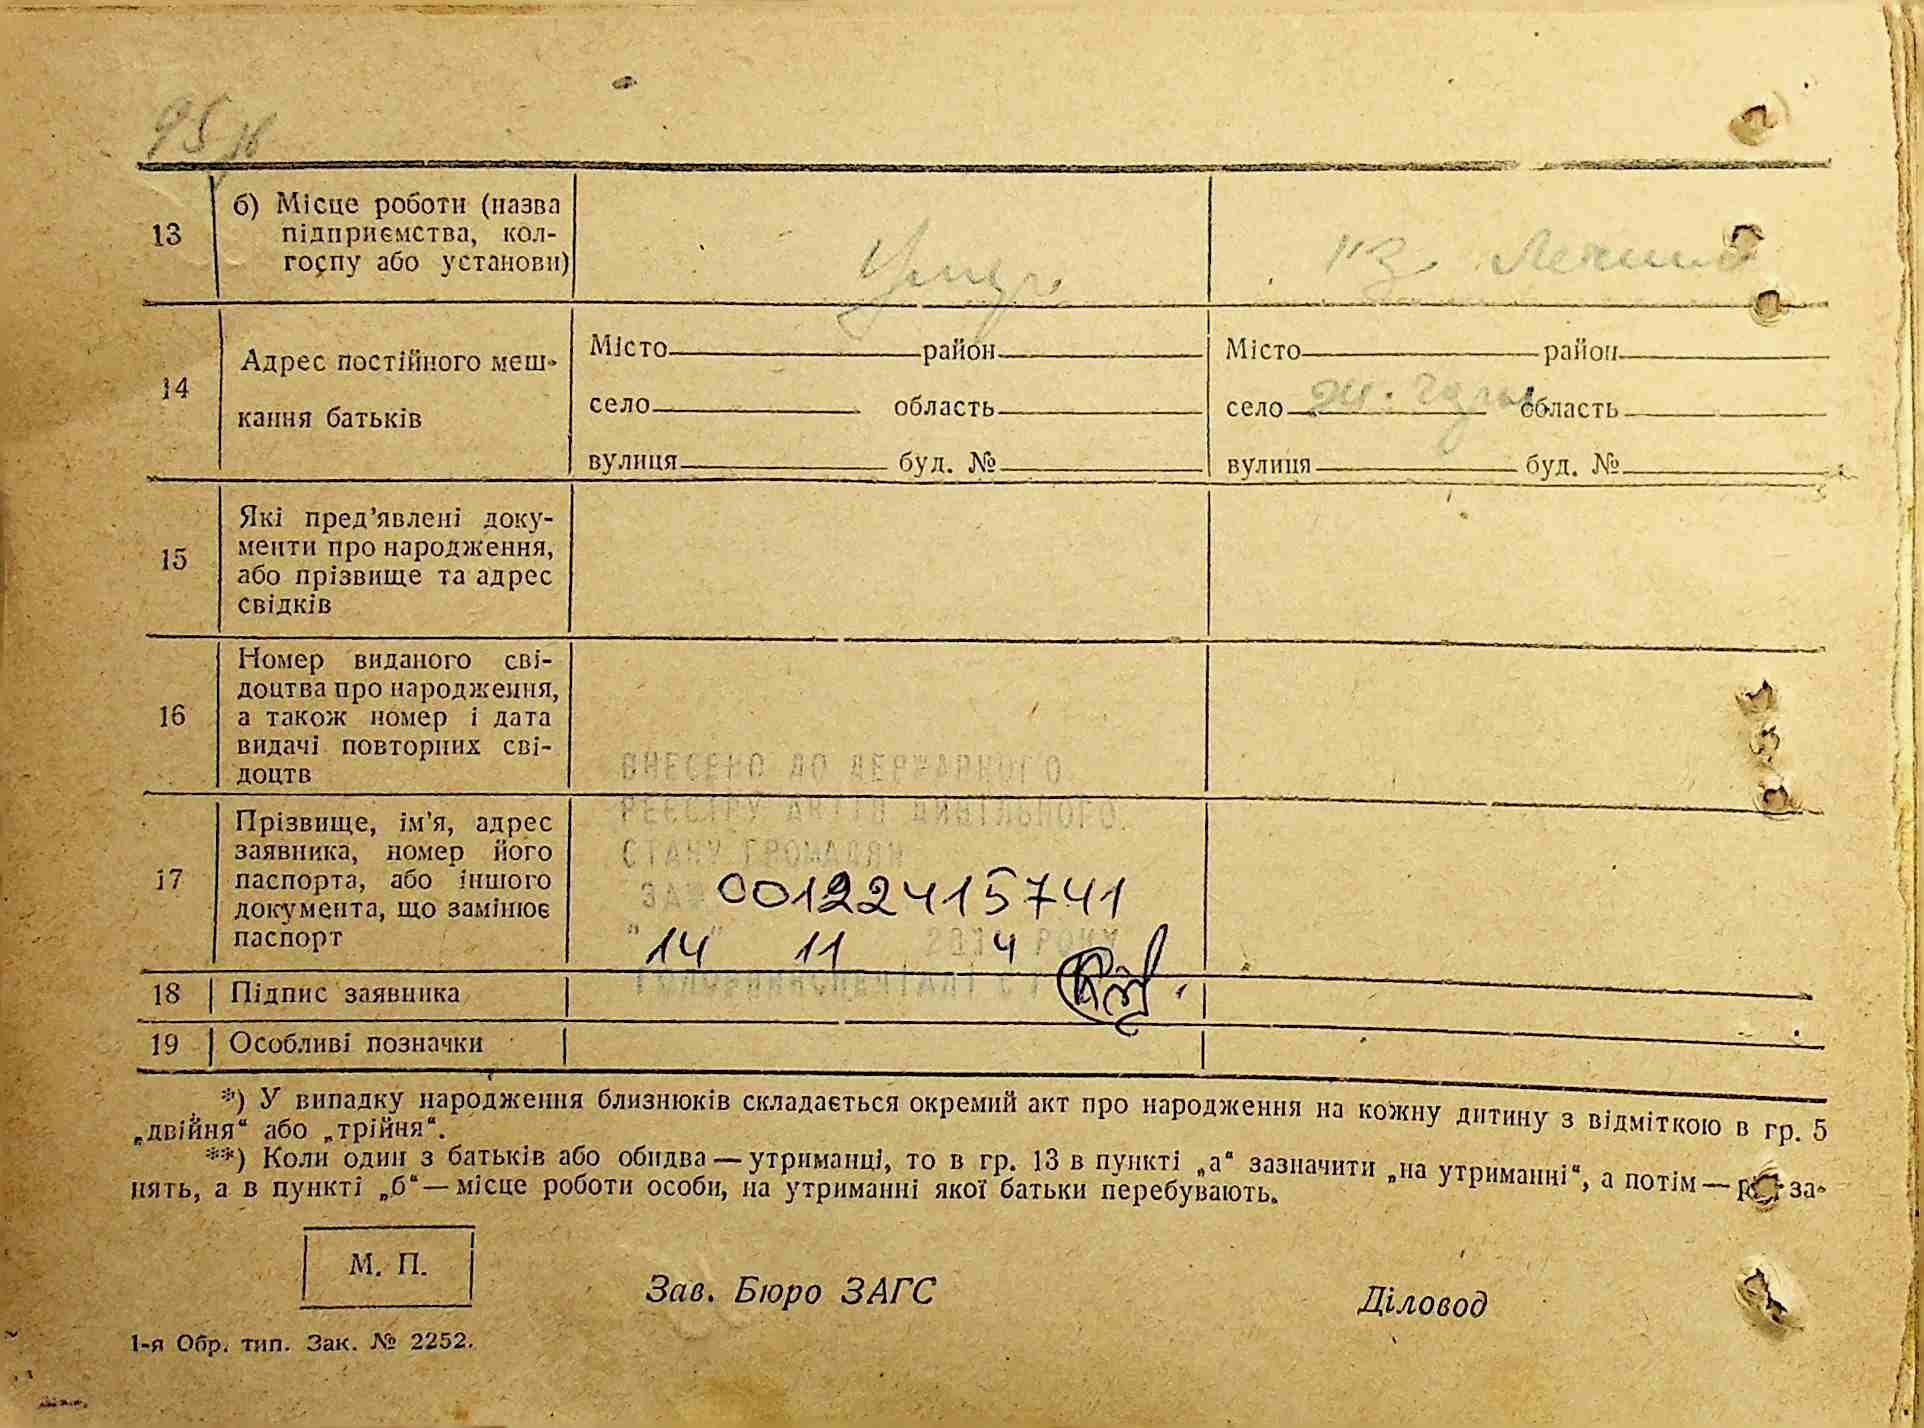 95
13
б) Місце роботи (назва
підприємства, кол-
госпу або установи)
14
Адрес постійного меш-
кання батьків
Місто район
село область
вулиця буд. №
Місто район
село область
вулиця буд. №
15
Які пред’явлені доку-
менти про народження,
або прізвище та адрес
свідків
16
Номер виданого сві-
доцтва про народження,
а також номер і дата
видачі повторних сві-
доцтв
17
Прізвище, ім'я, адрес
заявника, номер його
паспорта, або іншого
документа, що замінює
паспорт
ВНЕСЕНО ДО ДЕРЖАВНОГО
РЕЄСТРУ АКТІВ ЦИВІЛЬНОГО
СТАНУ ГРОМАДЯН
001224415741
"14" 11 2014 РОКУ
18 Підпис заявника
19 Особливі позначки
*) У випадку народження близнюків складається окремий акт про народження на кожну дитину з відміткою в гр. 5
„двійня“ або „трійня“.
**) Коли один з батьків або обидва—утриманці, то в гр. 13 в пункті „а“ зазначити „на утриманні“, а потім— за-
нять, а в пункті „б“—місце роботи особи, на утриманні якої батьки перебувають.
М. П.
Зав. Бюро ЗАГС
Діловод
1-я Обр. тип. Зак. № 2252.